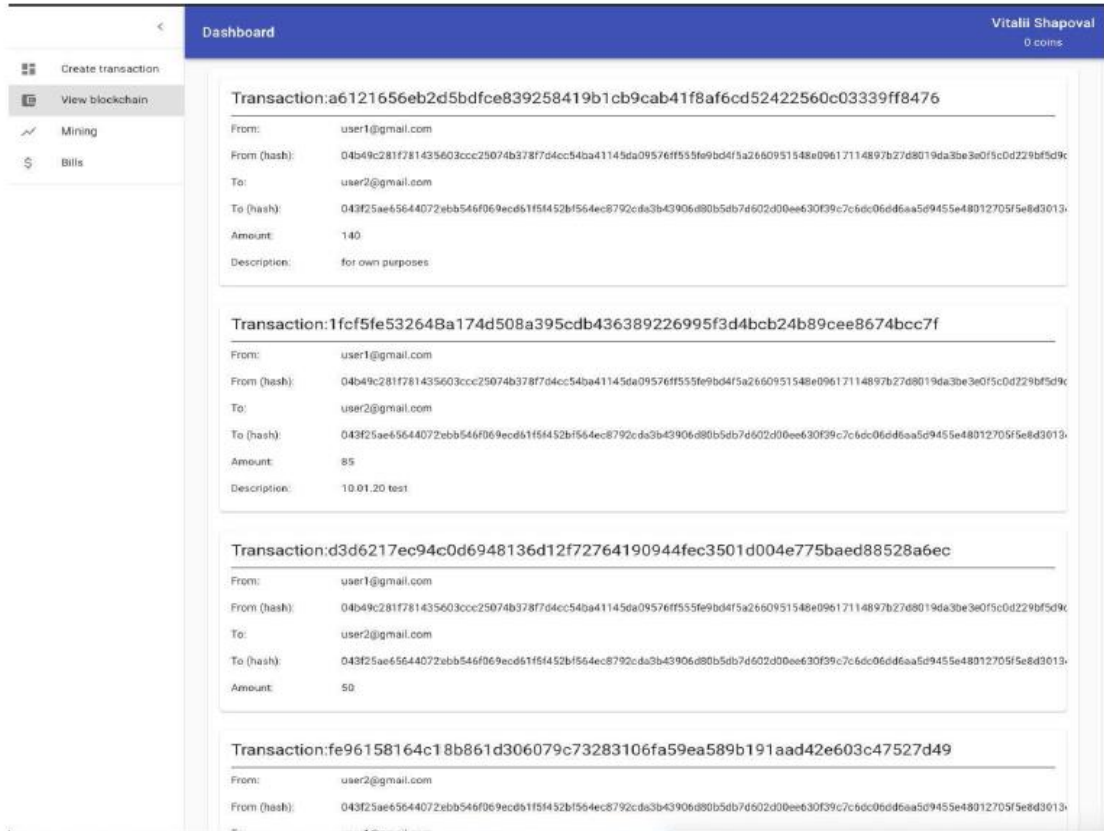 Dashboard
Vitalii Shapoval
0 coins
Create transaction
View blockchain
Mining
Bills
Transaction:a6121656eb2d5bdfce839258419b1cb9cab41f8af6cd52422560c03339ff8476
From: user1@gmail.com
From (hash): 04b49c281f781435603ccc25074b378f7d4cc54ba41145da09576ff555fe9bd4f5a2660951548e09617114897b27d8019da3be3e0f5c0d229bf5d9c
To: user2@gmail.com
To (hash): 043f25ae65644072ebb546f069ecd61f5f452bf564ec8792cda3b43906d80b5db7d602d00ee630f39c7c6dc06dd6aa5d9455e48012705f5e8d3013
Amount: 140
Description: for own purposes
Transaction:1fcf5fe532648a174d508a395cdb436389226995f3d4bcb24b89cee8674bcc7f
From: user1@gmail.com
From (hash): 04b49c281f781435603ccc25074b378f7d4cc54ba41145da09576ff555fe9bd4f5a2660951548e09617114897b27d8019da3be3e0f5c0d229bf5d9c
To: user2@gmail.com
To (hash): 043f25ae65644072ebb546f069ecd61f5f452bf564ec8792cda3b43906d80b5db7d602d00ee630f39c7c6dc06dd6aa5d9455e48012705f5e8d3013
Amount: 85
Description: 10.01.20 test
Transaction:d3d6217ec94c0d6948136d12f72764190944fec3501d004e775baed88528a6ec
From: user1@gmail.com
From (hash): 04b49c281f781435603ccc25074b378f7d4cc54ba41145da09576ff555fe9bd4f5a2660951548e09617114897b27d8019da3be3e0f5c0d229bf5d9c
To: user2@gmail.com
To (hash): 043f25ae65644072ebb546f069ecd61f5f452bf564ec8792cda3b43906d80b5db7d602d00ee630f39c7c6dc06dd6aa5d9455e48012705f5e8d3013
Amount: 50
Transaction:fe96158164c18b861d306079c73283106fa59ea589b191aad42e603c47527d49
From: user2@gmail.com
From (hash): 043f25ae65644072ebb546f069ecd61f5f452bf564ec8792cda3b43906d80b5db7d602d00ee630f39c7c6dc06dd6aa5d9455e48012705f5e8d3013